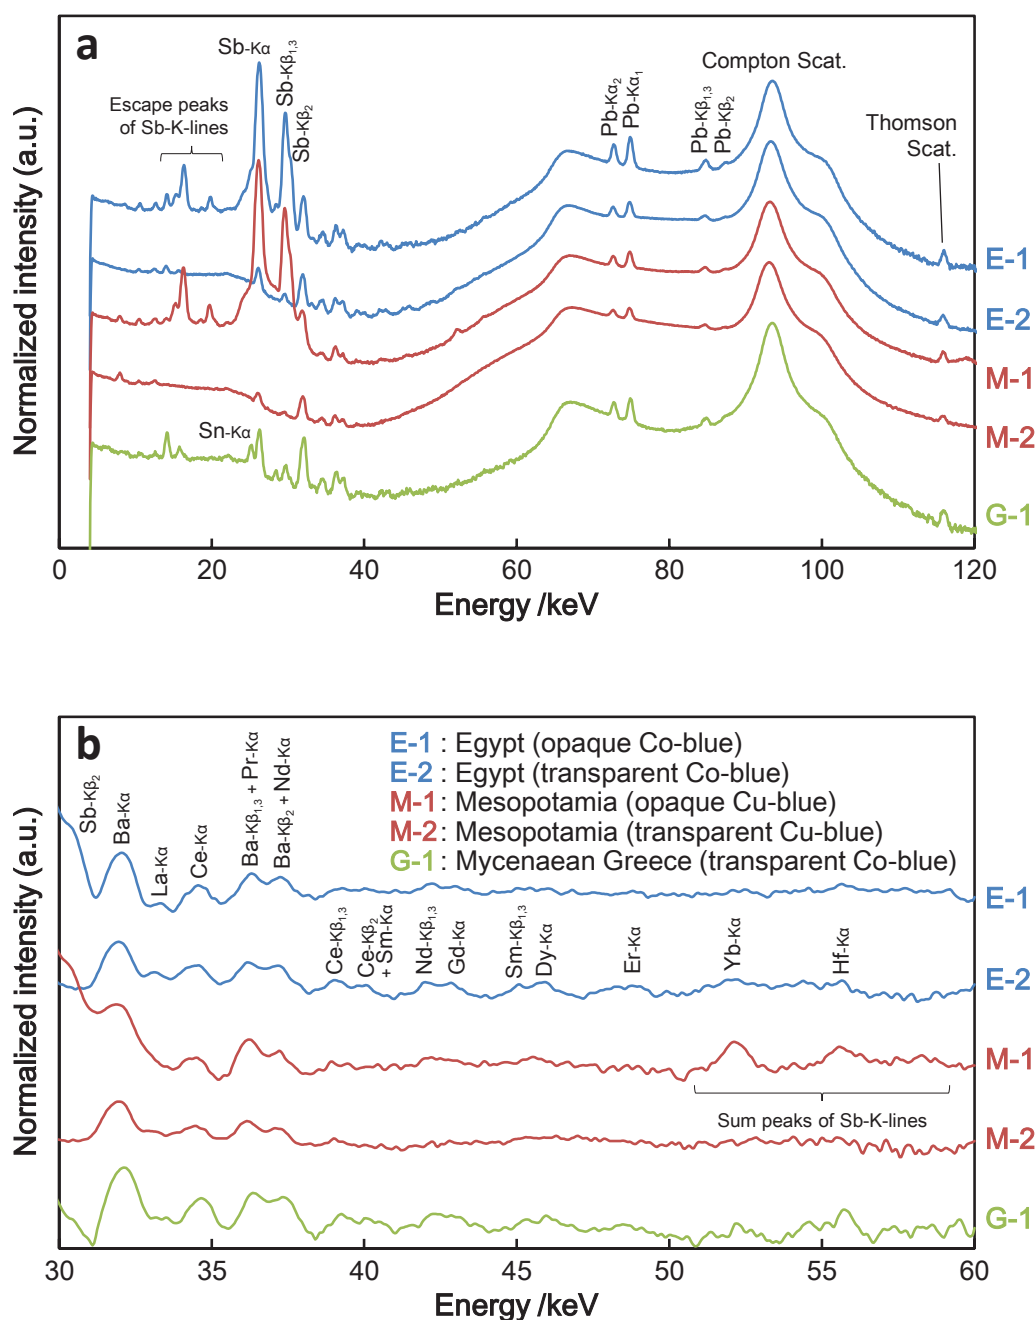 a
Sb-Kα
Sb-Kβ1,3
Sb-Kβ2
Escape peaks
of Sb-K-lines
Pb-Kα2
Pb-Kα1
Pb-Kβ1,3
Pb-Kβ2
Compton Scat.
Thomson
Scat.
Sn-Kα
E-1
E-2
M-1
M-2
G-1
Normalized intensity (a.u.)
0 20 40 60 80 100 120
Energy /keV
b
E-1 : Egypt (opaque Co-blue)
E-2 : Egypt (transparent Co-blue)
M-1 : Mesopotamia (opaque Cu-blue)
M-2 : Mesopotamia (transparent Cu-blue)
G-1 : Mycenaean Greece (transparent Co-blue)
Sb-Kβ2
Ba-Kα
La-Kα
Ce-Kα
Ba-Kβ1,3 + Pr-Kα
Ba-Kβ2 + Nd-Kα
Ce-Kβ1,3
Ce-Kβ2
+ Sm-Kα
Nd-Kβ1,3
Gd-Kα
Sm-Kβ1,3
Dy-Kα
Er-Kα
Yb-Kα
Hf-Kα
Sum peaks of Sb-K-lines
E-1
E-2
M-1
M-2
G-1
Normalized intensity (a.u.)
30 35 40 45 50 55 60
Energy /keV